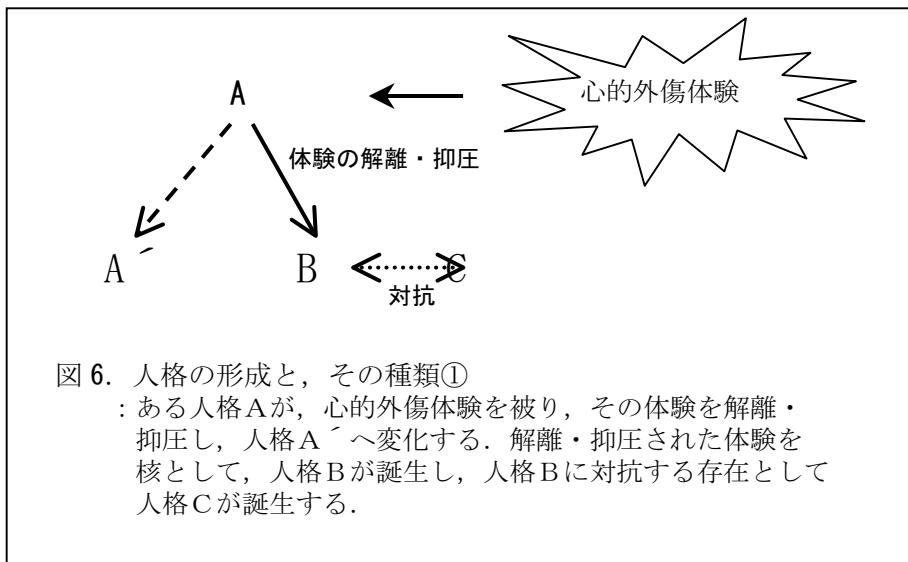 心的外傷体験
A
体験の解離・抑圧
A´
B
C
対抗
図6. 人格の形成と，その種類①
：ある人格Aが，心的外傷体験を被り，その体験を解離・
抑圧し，人格A´へ変化する．解離・抑圧された体験を
核として，人格Bが誕生し，人格Bに対抗する存在として
人格Cが誕生する．